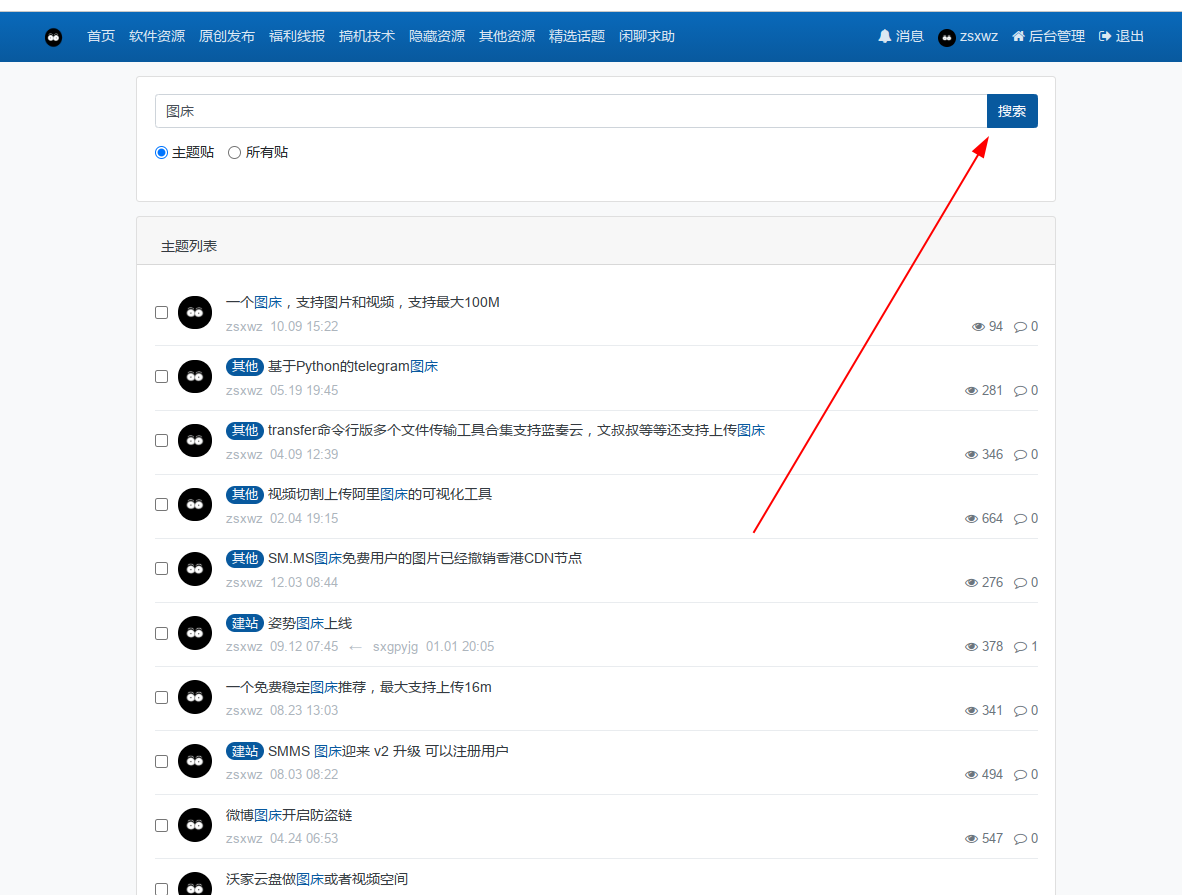 首页 软件资源 原创发布 福利线报 搞机技术 隐藏资源 其他资源 精选话题 闲聊求助 消息 zsxwz 后台管理 退出
图床 搜索
主题贴 所有贴
主题列表
一个图床，支持图片和视频，支持最大100M
zsxwz 10.09 15:22 94 0
其他 基于Python的telegram图床
zsxwz 05.19 19:45 281 0
其他 transfer命令行版多个文件传输工具合集支持蓝奏云，文叔叔等等还支持上传图床
zsxwz 04.09 12:39 346 0
其他 视频切割上传阿里图床的可视化工具
zsxwz 02.04 19:15 664 0
其他 SM.MS图床免费用户的图片已经撤销香港CDN节点
zsxwz 12.03 08:44 276 0
建站 姿势图床上线
zsxwz 09.12 07:45 ← sxgpyjg 01.01 20:05 378 1
一个免费稳定图床推荐，最大支持上传16m
zsxwz 08.23 13:03 341 0
建站 SMMS 图床迎来 v2 升级 可以注册用户
zsxwz 08.03 08:22 494 0
微博图床开启防盗链
zsxwz 04.24 06:53 547 0
沃家云盘做图床或者视频空间